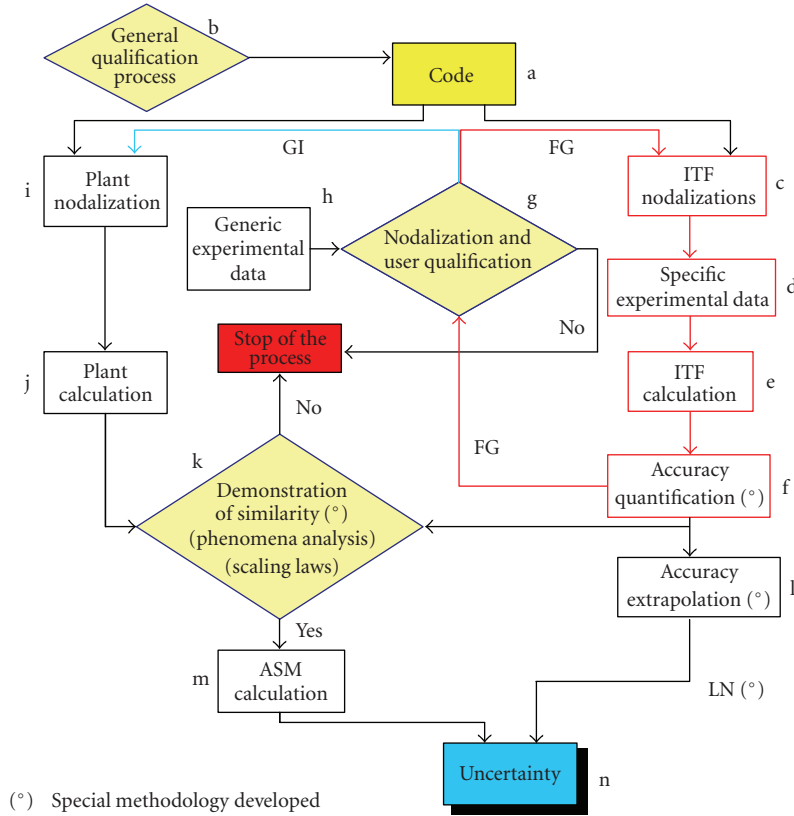 b
General
qualification
process
Code
a
GI
FG
i
Plant
nodalization
h
g
ITF
nodalizations
c
Generic
experimental
data
Nodalization and
user qualification
Specific
experimental data
d
No
Stop of the
process
j
Plant
calculation
ITF
calculation
e
No
FG
k
Demonstration
of similarity (°)
(phenomena analysis)
(scaling laws)
Accuracy
quantification (°)
f
Accuracy
extrapolation (°)
l
Yes
m
ASM
calculation
LN (°)
Uncertainty
n
(°) Special methodology developed